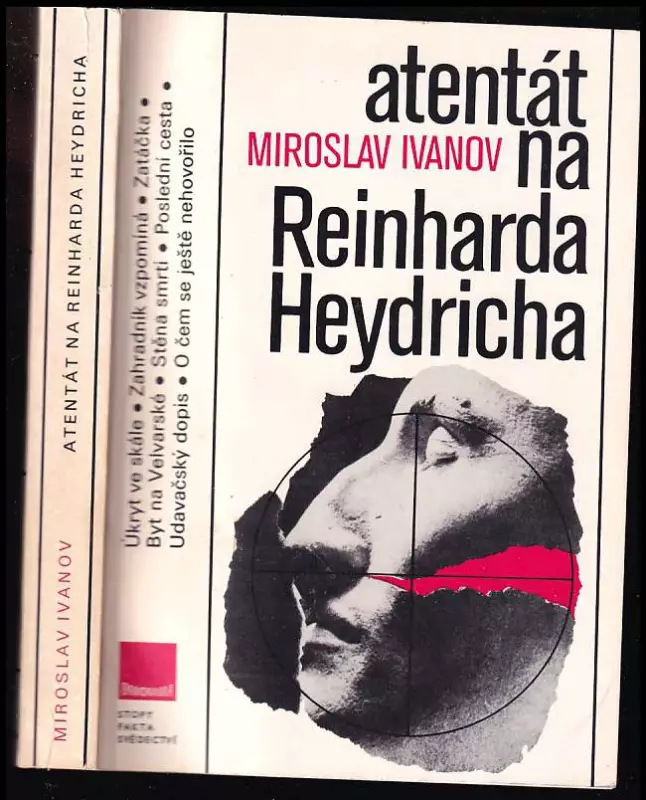 MIROSLAV IVANOV
ATENTÁT NA REINHARDA HEYDRICHA
Úkryt ve skále • Zahradník vzpomíná • Zatáčka •
Byt na Velvarské • Stěna smrti • Poslední cesta •
Udavačský dopis • O čem se ještě nehovořilo
STOPY
FAKTA
SVĚDECTVÍ
atentát
MIROSLAV IVANOV na
Reinharda
Heydricha